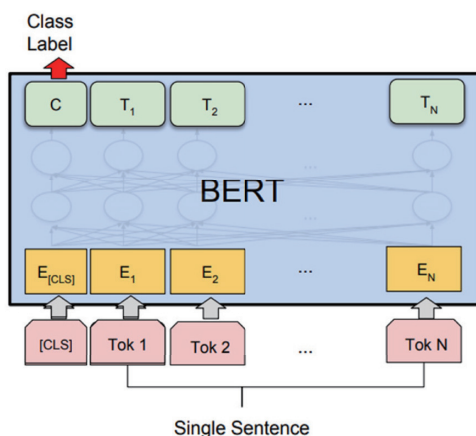 Class
Label
C T1 T2 ... TN
...
BERT
...
E[CLS] E1 E2 ... EN
[CLS] Tok 1 Tok 2 ... Tok N
Single Sentence